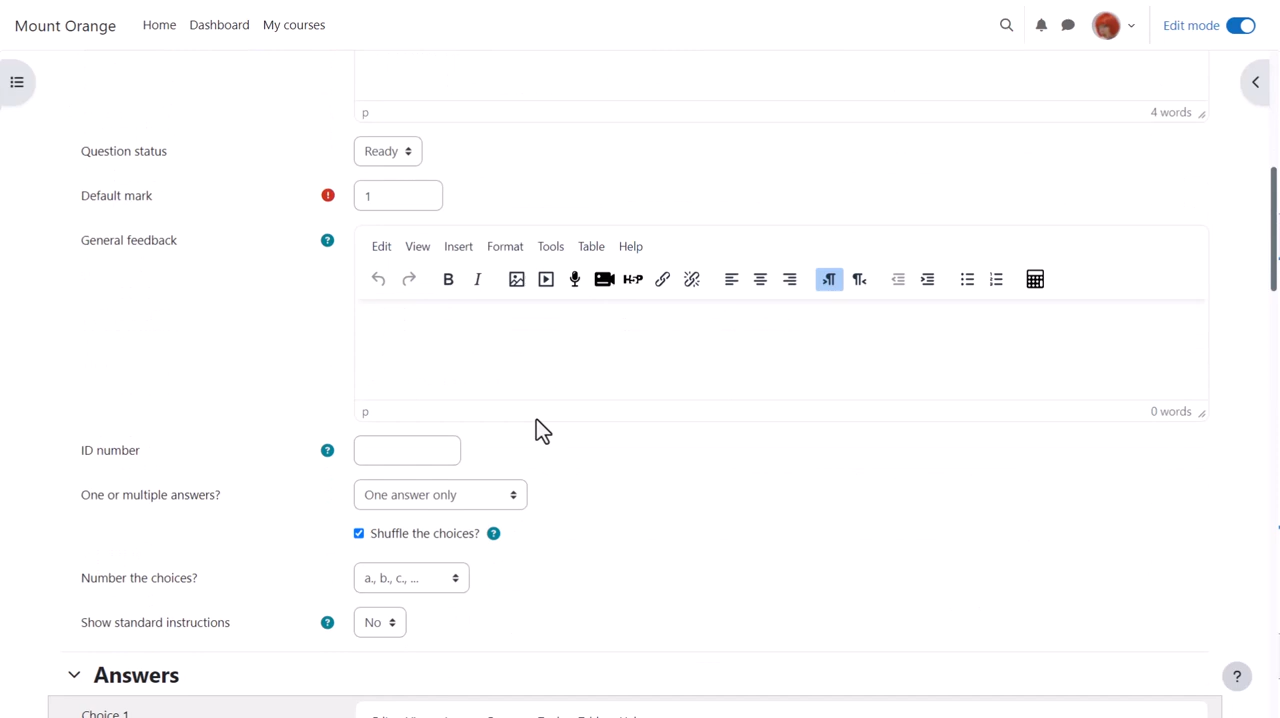 Mount Orange Home Dashboard My courses Edit mode
p 4 words
Question status Ready
Default mark 1
General feedback Edit View Insert Format Tools Table Help
B I H-P
p 0 words
ID number
One or multiple answers? One answer only
Shuffle the choices?
Number the choices? a., b., c., ...
Show standard instructions No
Answers
Choice 1